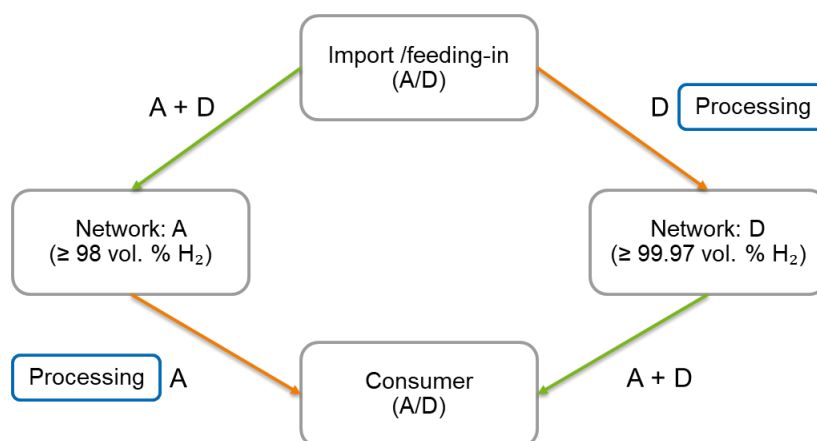 Import /feeding-in
(A/D)
A + D
D
Processing
Network: A
(≥ 98 vol. % H₂)
Network: D
(≥ 99.97 vol. % H₂)
Processing
A
Consumer
(A/D)
A + D